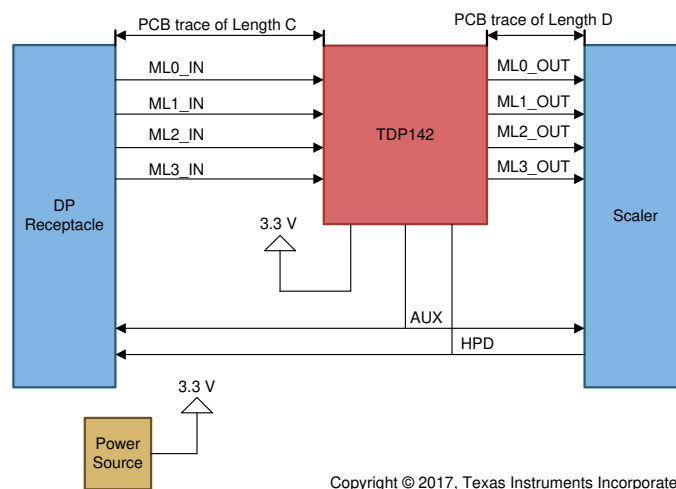 PCB trace of Length C
PCB trace of Length D
ML0_IN
ML0_OUT
ML1_IN
ML1_OUT
TDP142
ML2_IN
ML2_OUT
ML3_IN
ML3_OUT
DP
Receptacle
Scaler
3.3 V
AUX
HPD
3.3 V
Power
Source
Copyright © 2017, Texas Instruments Incorporate